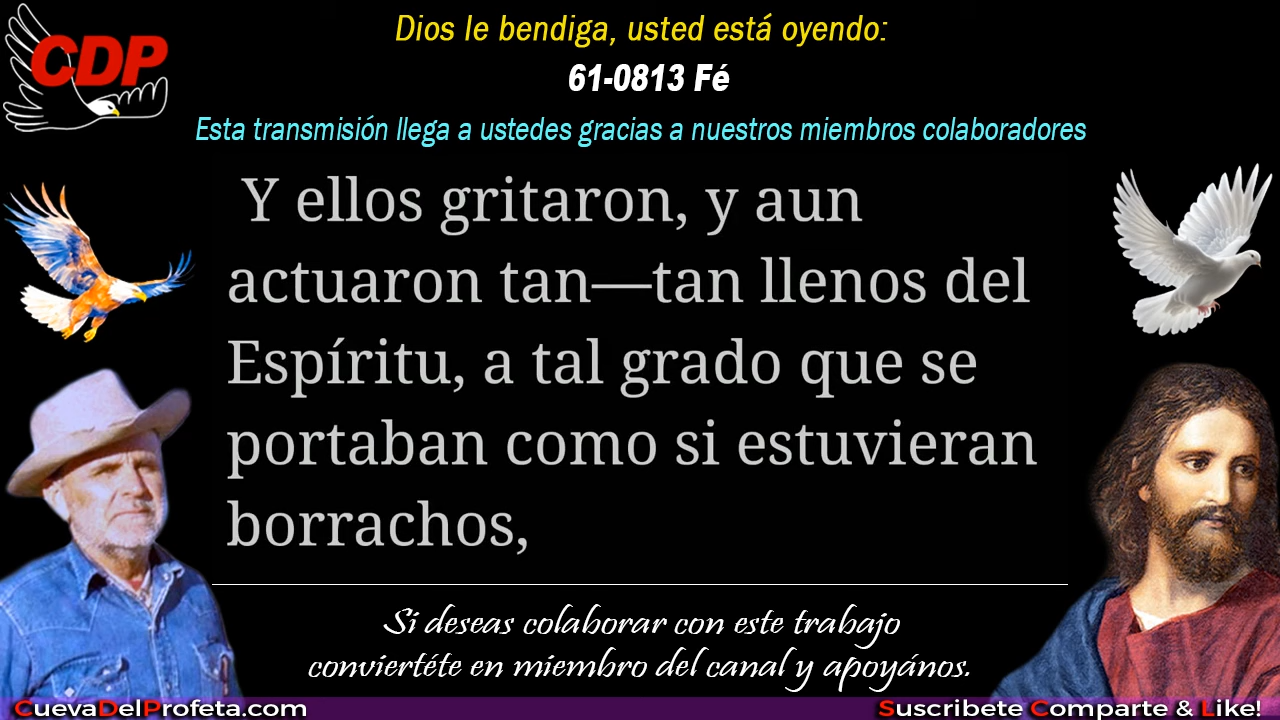 CDP
Dios le bendiga, usted está oyendo:
61-0813 Fé
Esta transmisión llega a ustedes gracias a nuestros miembros colaboradores
Y ellos gritaron, y aun
actuaron tan—tan llenos del
Espíritu, a tal grado que se
portaban como si estuvieran
borrachos,
Si deseas colaborar con este trabajo
conviertéte en miembro del canal y apoyános.
CuevaDelProfeta.com
Suscribete Comparte & Like!